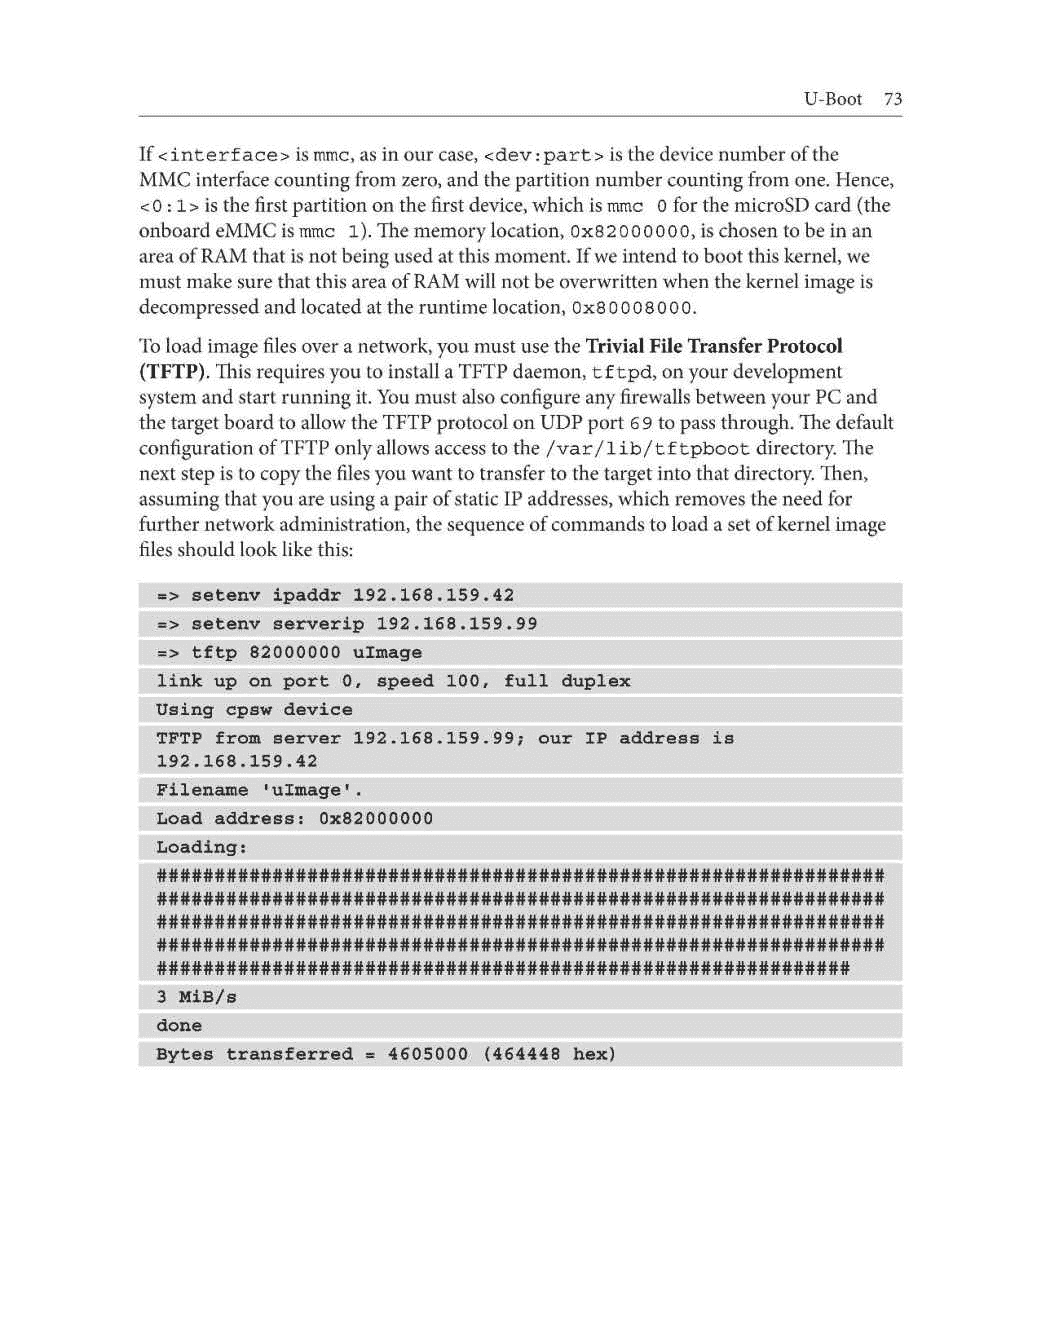 U-Boot 73
If <interface> is mmc, as in our case, <dev:part> is the device number of the
MMC interface counting from zero, and the partition number counting from one. Hence,
<0:1> is the first partition on the first device, which is mmc 0 for the microSD card (the
onboard eMMC is mmc 1). The memory location, 0x82000000, is chosen to be in an
area of RAM that is not being used at this moment. If we intend to boot this kernel, we
must make sure that this area of RAM will not be overwritten when the kernel image is
decompressed and located at the runtime location, 0x80008000.
To load image files over a network, you must use the Trivial File Transfer Protocol
(TFTP). This requires you to install a TFTP daemon, tftpd, on your development
system and start running it. You must also configure any firewalls between your PC and
the target board to allow the TFTP protocol on UDP port 69 to pass through. The default
configuration of TFTP only allows access to the /var/lib/tftpboot directory. The
next step is to copy the files you want to transfer to the target into that directory. Then,
assuming that you are using a pair of static IP addresses, which removes the need for
further network administration, the sequence of commands to load a set of kernel image
files should look like this:
=> setenv ipaddr 192.168.159.42
=> setenv serverip 192.168.159.99
=> tftp 82000000 uImage
link up on port 0, speed 100, full duplex
Using cpsw device
TFTP from server 192.168.159.99; our IP address is
192.168.159.42
Filename 'uImage'.
Load address: 0x82000000
Loading:
###############################################################
###############################################################
###############################################################
###############################################################
############################################################
3 MiB/s
done
Bytes transferred = 4605000 (464448 hex)